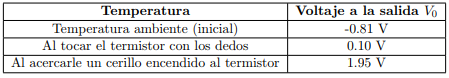 Temperatura Voltaje a la salida V₀
Temperatura ambiente (inicial) -0.81 V
Al tocar el termistor con los dedos 0.10 V
Al acercarle un cerillo encendido al termistor 1.95 V